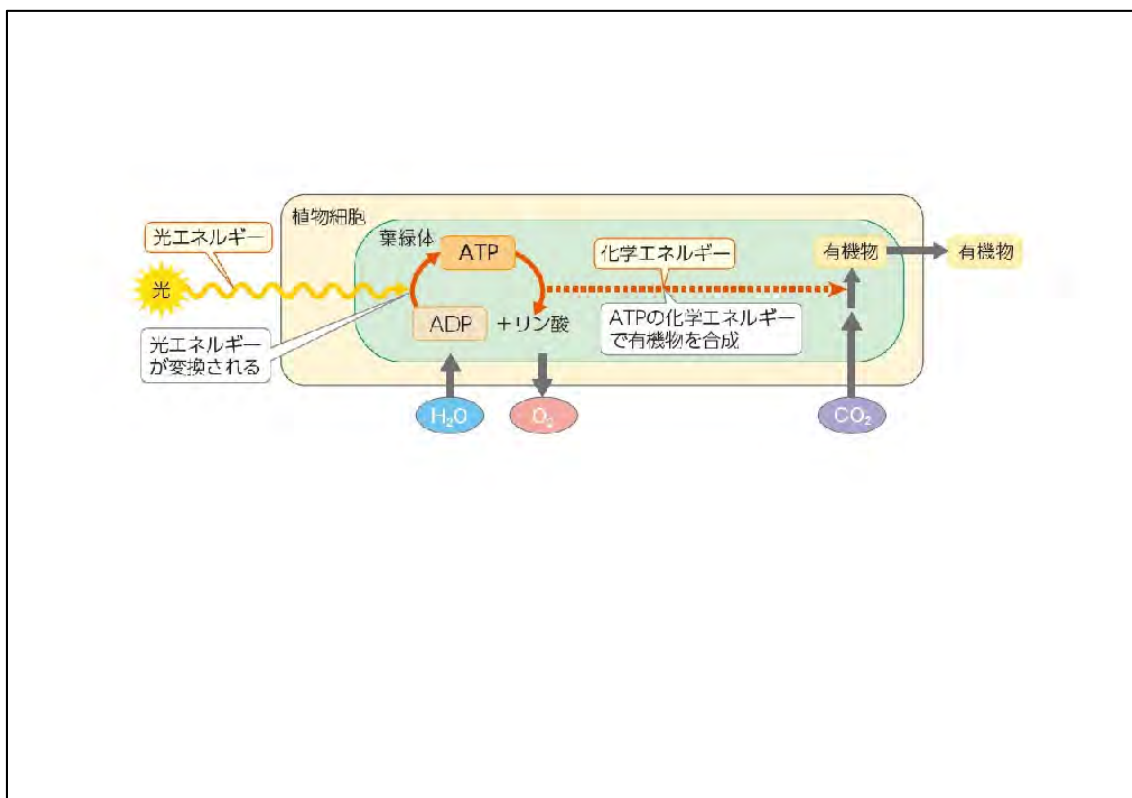 植物細胞
光エネルギー
葉緑体
ATP
化学エネルギー
有機物
有機物
光
ADP
+リン酸
ATPの化学エネルギー
で有機物を合成
光エネルギー
が変換される
H₂O
O₂
CO₂